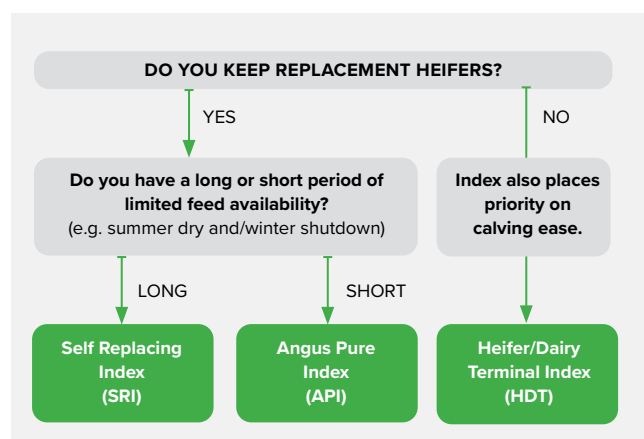 DO YOU KEEP REPLACEMENT HEIFERS?
YES
NO
Do you have a long or short period of
limited feed availability?
(e.g. summer dry and/winter shutdown)
Index also places
priority on
calving ease.
LONG
SHORT
Self Replacing
Index
(SRI)
Angus Pure
Index
(API)
Heifer/Dairy
Terminal Index
(HDT)